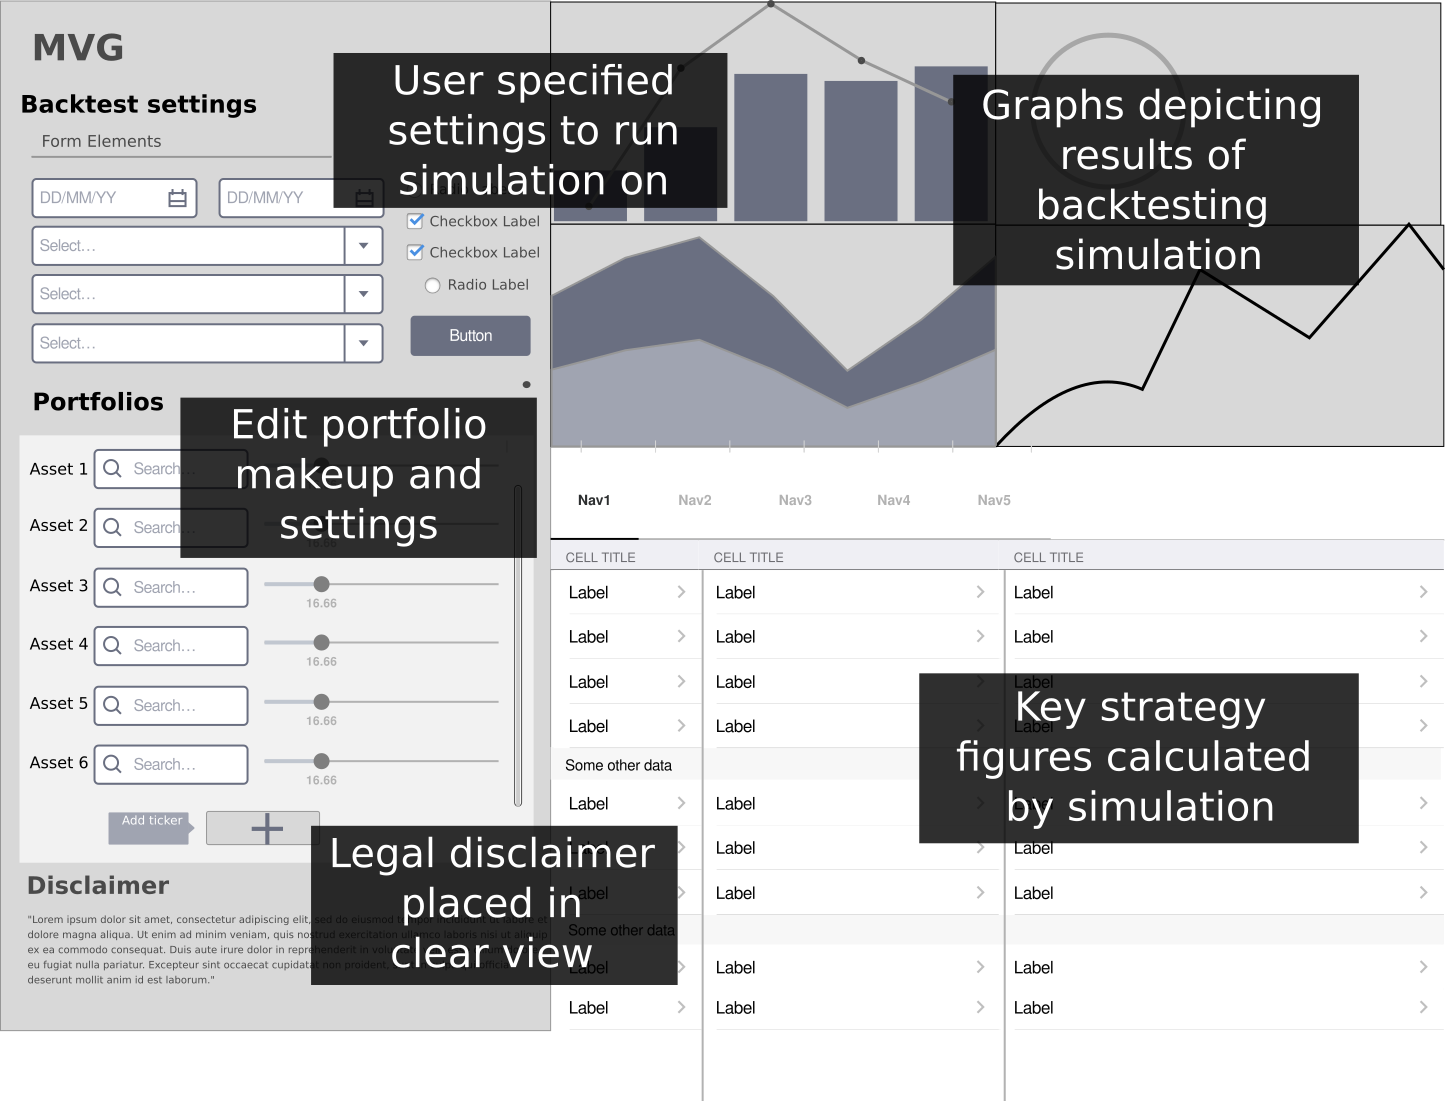 MVG
Backtest settings
Form Elements
DD/MM/YY
DD/MM/YY
Select...
Select...
Select...
Checkbox Label
Checkbox Label
Radio Label
Button
User specified
settings to run
simulation on
Graphs depicting
results of
backtesting
simulation
Portfolios
Edit portfolio
makeup and
settings
Asset 1
Search...
Asset 2
Search...
Asset 3
Search...
16.66
Asset 4
Search...
16.66
Asset 5
Search...
16.66
Asset 6
Search...
16.66
Add ticker
Legal disclaimer
placed in
clear view
Disclaimer
"Lorem ipsum dolor sit amet, consectetur adipiscing elit, sed do eiusmod tempor incididunt ut labore et
dolore magna aliqua. Ut enim ad minim veniam, quis nostrud exercitation ullamco laboris nisi ut aliquip
ex ea commodo consequat. Duis aute irure dolor in reprehenderit in
eu fugiat nulla pariatur. Excepteur sint occaecat cupidatat non proident,
deserunt mollit anim id est laborum."
Nav1 Nav2 Nav3 Nav4 Nav5
CELL TITLE CELL TITLE CELL TITLE
Label Label Label
Label Label Label
Label Label Label
Label Label Label
Some other data
Label Label
Label Label Label
Label Label Label
Some other data
Label Label Label
Label Label Label
Key strategy
figures calculated
by simulation